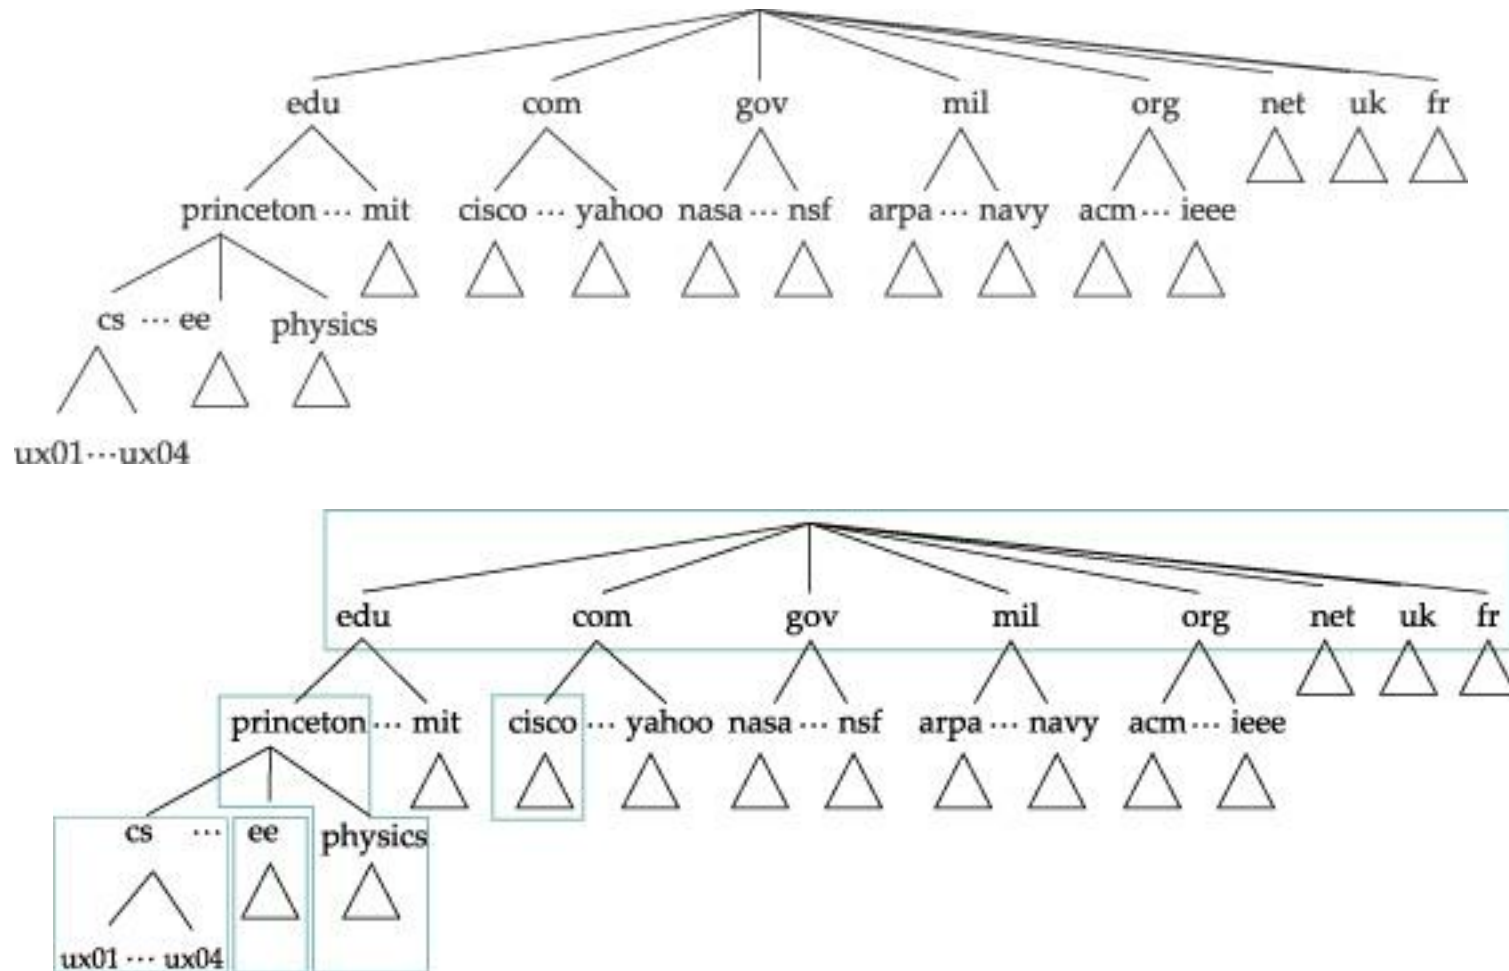 edu com gov mil org net uk fr
princeton ··· mit cisco ··· yahoo nasa ··· nsf arpa ··· navy acm ··· ieee
cs ··· ee physics
ux01···ux04
edu com gov mil org net uk fr
princeton ··· mit cisco ··· yahoo nasa ··· nsf arpa ··· navy acm ··· ieee
cs ··· ee physics
ux01 ··· ux04